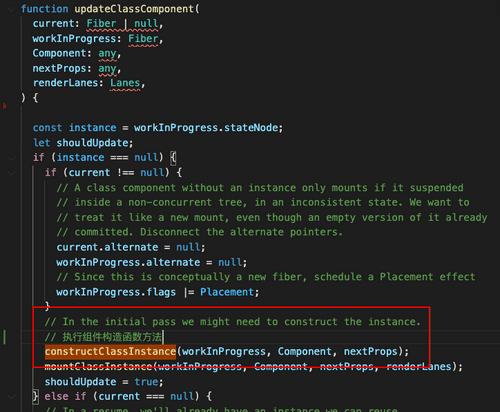 function updateClassComponent(
current: Fiber | null,
workInProgress: Fiber,
Component: any,
nextProps: any,
renderLanes: Lanes,
) {
const instance = workInProgress.stateNode;
let shouldUpdate;
if (instance === null) {
if (current !== null) {
// A class component without an instance only mounts if it suspended
// inside a non-concurrent tree, in an inconsistent state. We want to
// treat it like a new mount, even though an empty version of it already
// committed. Disconnect the alternate pointers.
current.alternate = null;
workInProgress.alternate = null;
// Since this is conceptually a new fiber, schedule a Placement effect
workInProgress.flags |= Placement;
}
// In the initial pass we might need to construct the instance.
// 执行组件构造函数方法
constructClassInstance(workInProgress, Component, nextProps);
mountClassInstance(workInProgress, Component, nextProps, renderLanes);
shouldUpdate = true;
} else if (current === null) {
// In a resume, we'll already have an instance we can reuse.